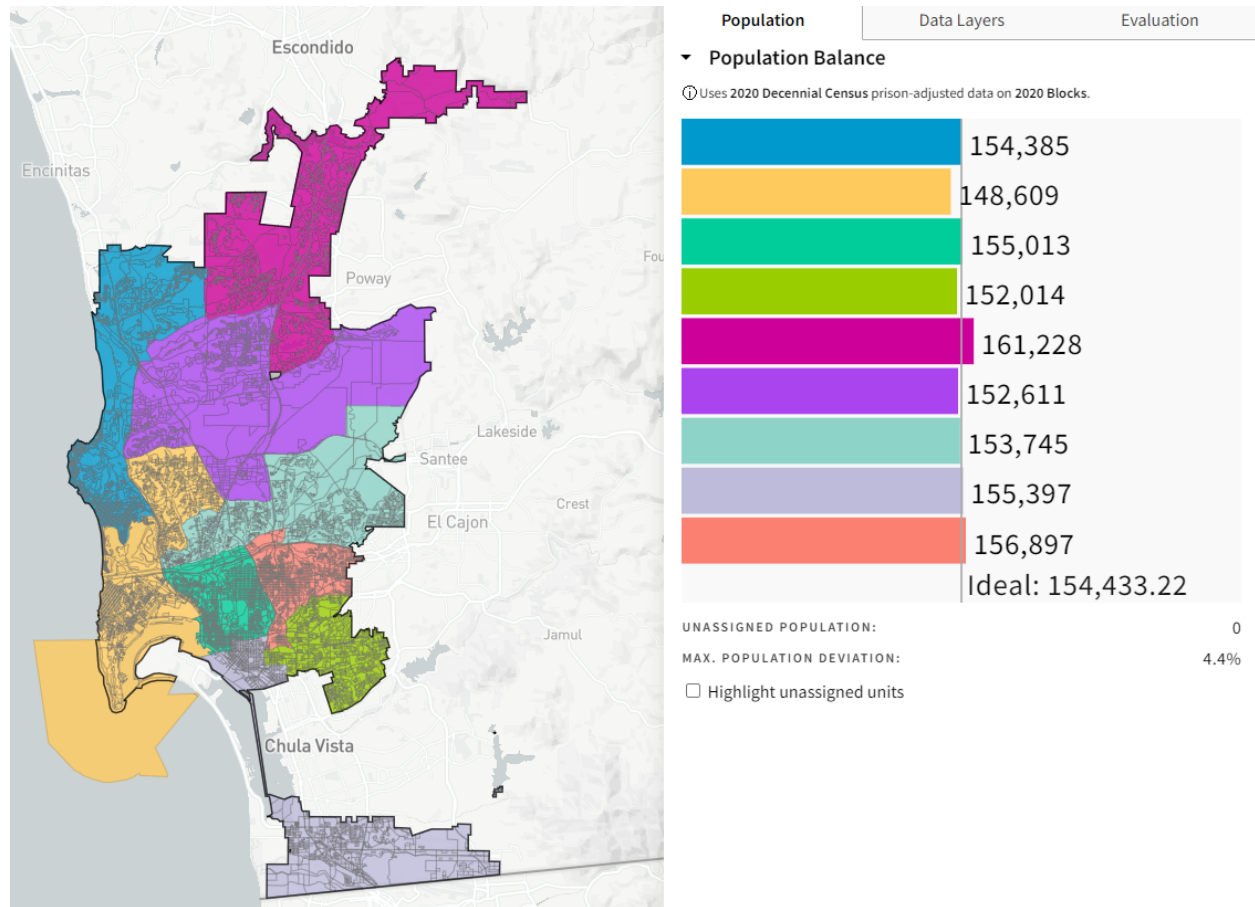 Escondido
Encinitas
Poway
Fou
Lakeside
Santee
Crest
El Cajon
Jamul
Chula Vista
Population
Data Layers
Evaluation
Population Balance
Uses 2020 Decennial Census prison-adjusted data on 2020 Blocks.
154,385
148,609
155,013
152,014
161,228
152,611
153,745
155,397
156,897
Ideal: 154,433.22
UNASSIGNED POPULATION: 0
MAX. POPULATION DEVIATION: 4.4%
Highlight unassigned units